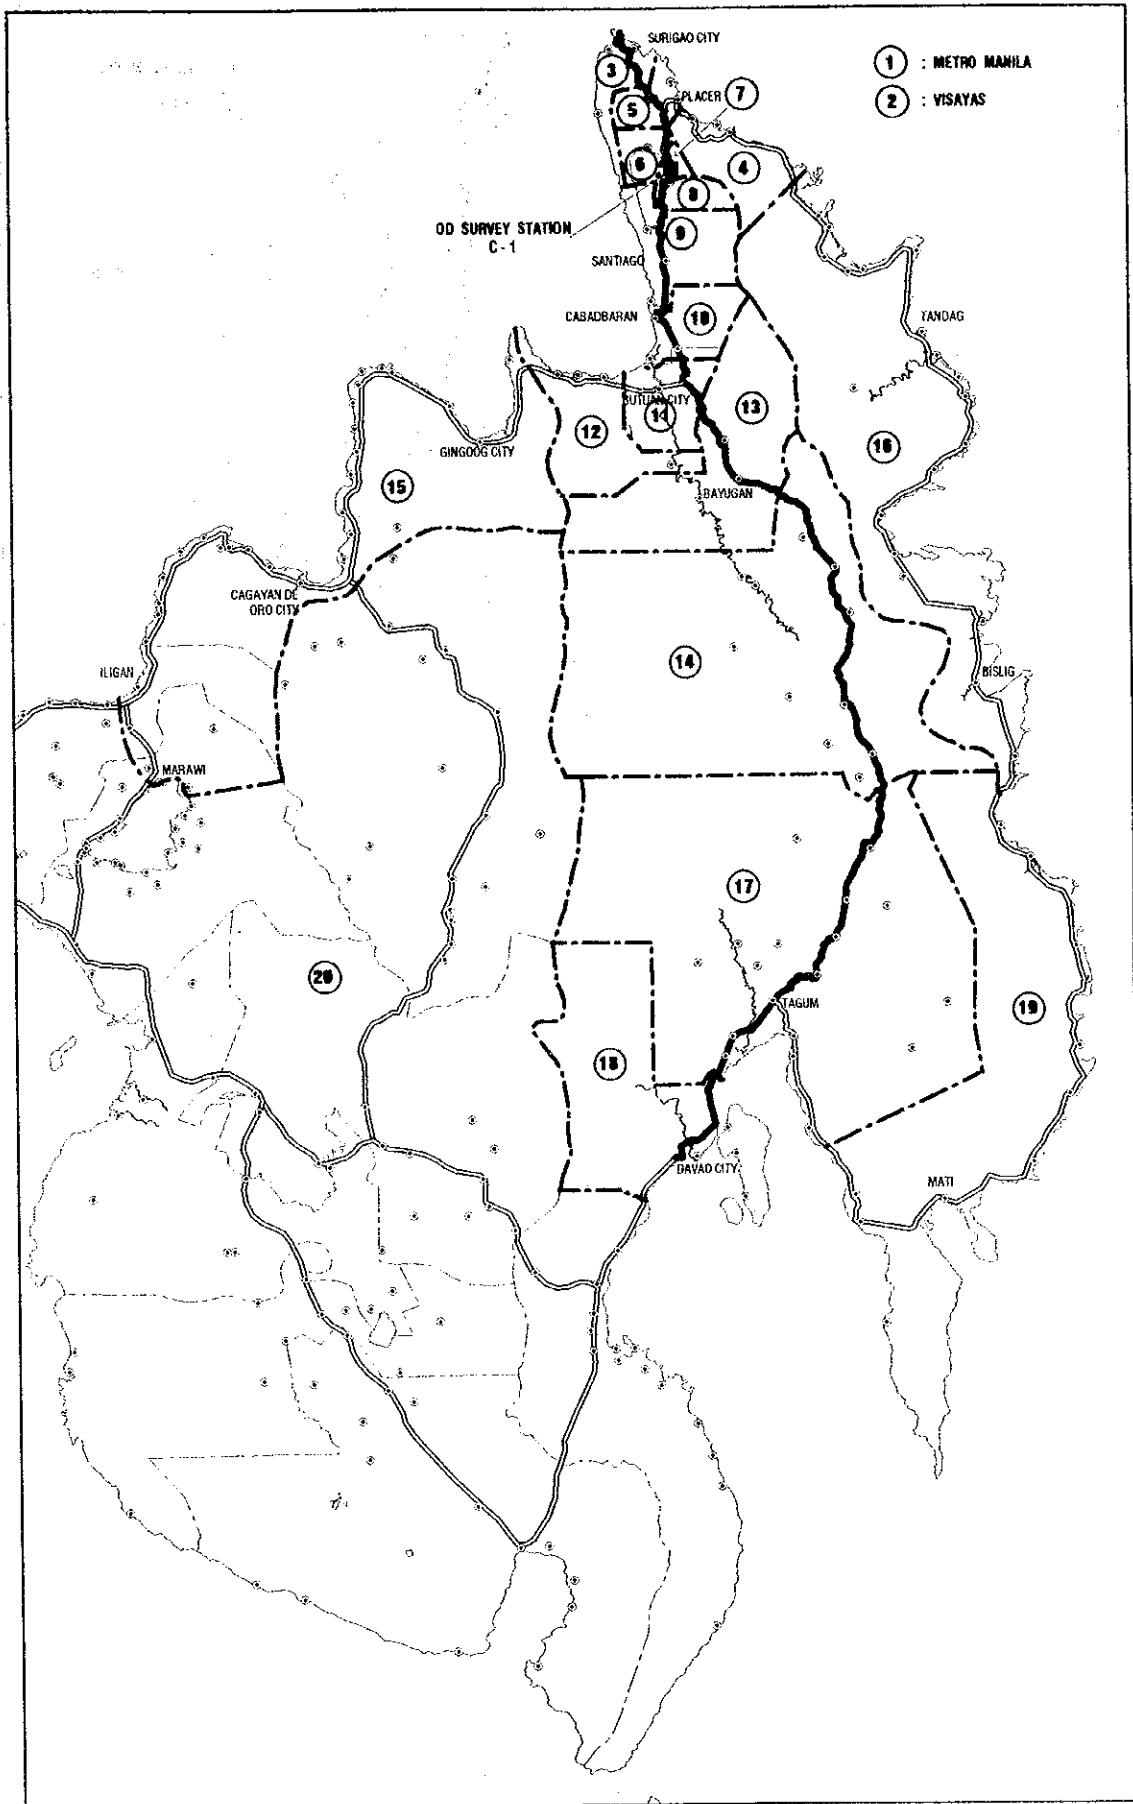 SURIGAO CITY
1 : METRO MANILA
3
2 : VISAYAS
PLACER
7
5
6
4
8
OD SURVEY STATION
C-1
9
SANTIAGO
CABADBARAN
10
TANDAG
BUTUAN CITY
11
12
13
GINGOOG CITY
16
15
BAYUGAN
CAGAYAN DE
ORO CITY
ILIGAN
14
BISLIG
MARAWI
17
20
TAGUM
19
18
DAVAO CITY
MATI